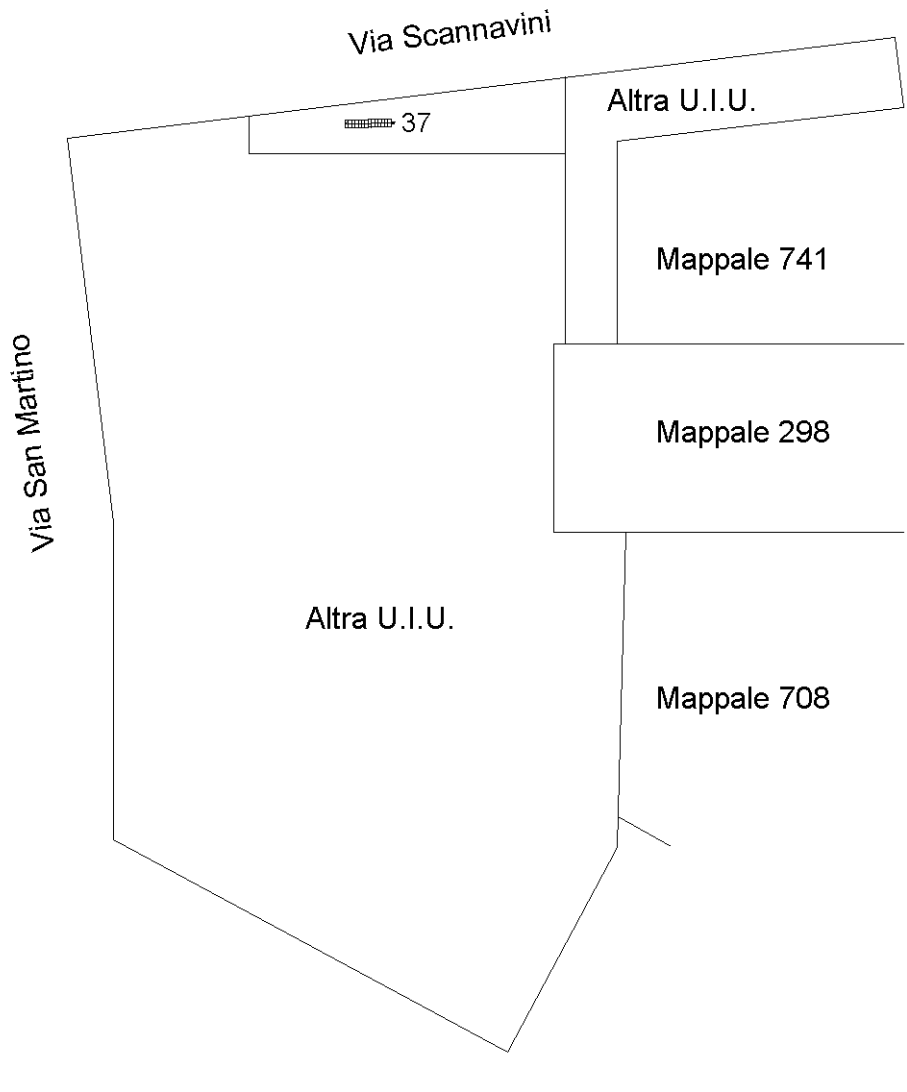 Via Scannavini
Altra U.I.U.
37
Mappale 741
Via San Martino
Mappale 298
Altra U.I.U.
Mappale 708